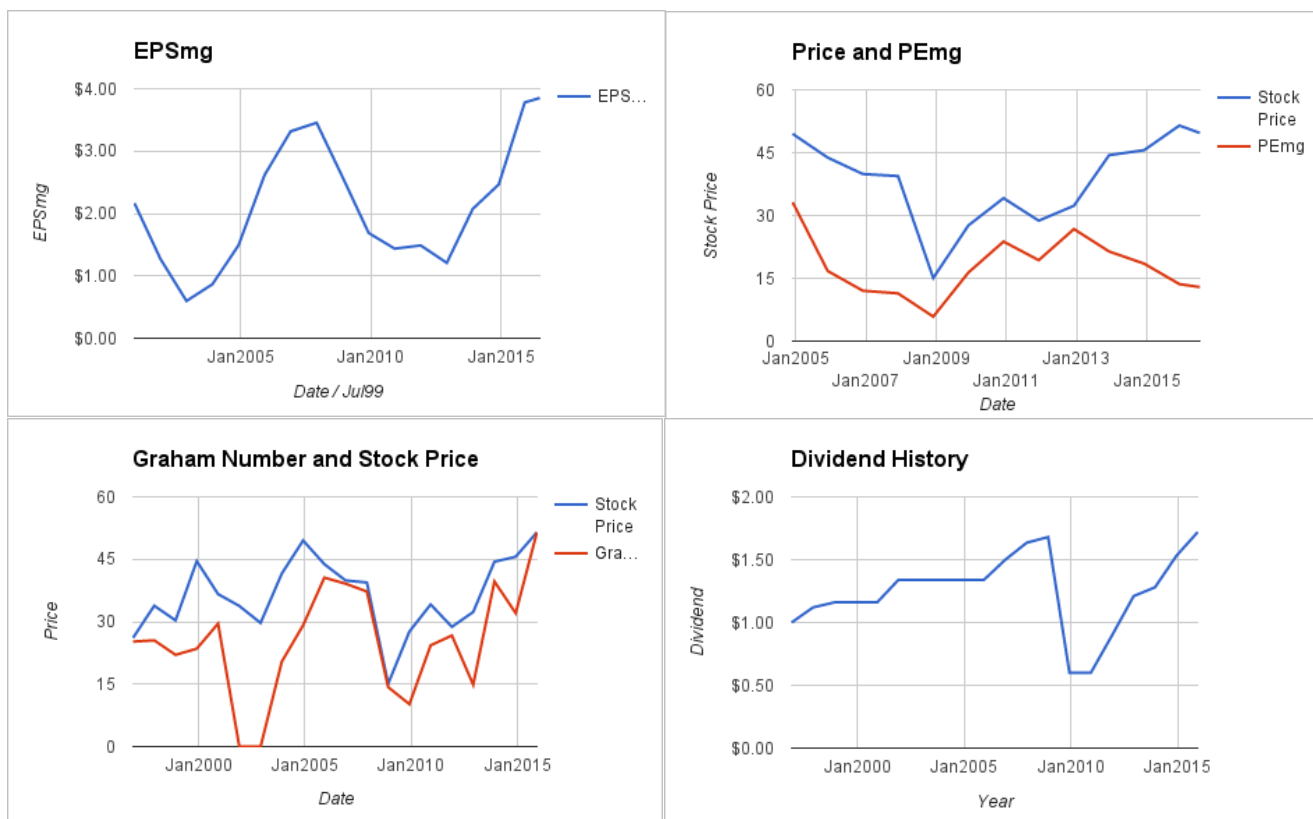 EPSmg
$4.00
$3.00
$2.00
$1.00
$0.00
EPSmg
EPS...
Jan2005 Jan2010 Jan2015
Date / Jul99
Price and PEmg
60
45
30
15
0
Stock Price
Stock
Price
PEmg
Jan2005 Jan2009 Jan2013
Jan2007 Jan2011 Jan2015
Date
Graham Number and Stock Price
60
45
30
15
0
Price
Stock
Price
Gra...
Jan2000 Jan2005 Jan2010 Jan2015
Date
Dividend History
$2.00
$1.50
$1.00
$0.50
$0.00
Dividend
Jan2000 Jan2005 Jan2010 Jan2015
Year